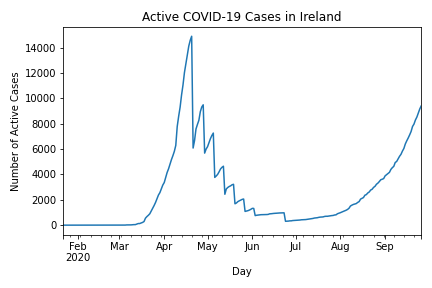 Active COVID-19 Cases in Ireland
Number of Active Cases
14000
12000
10000
8000
6000
4000
2000
0
Feb Mar Apr May Jun Jul Aug Sep
2020
Day